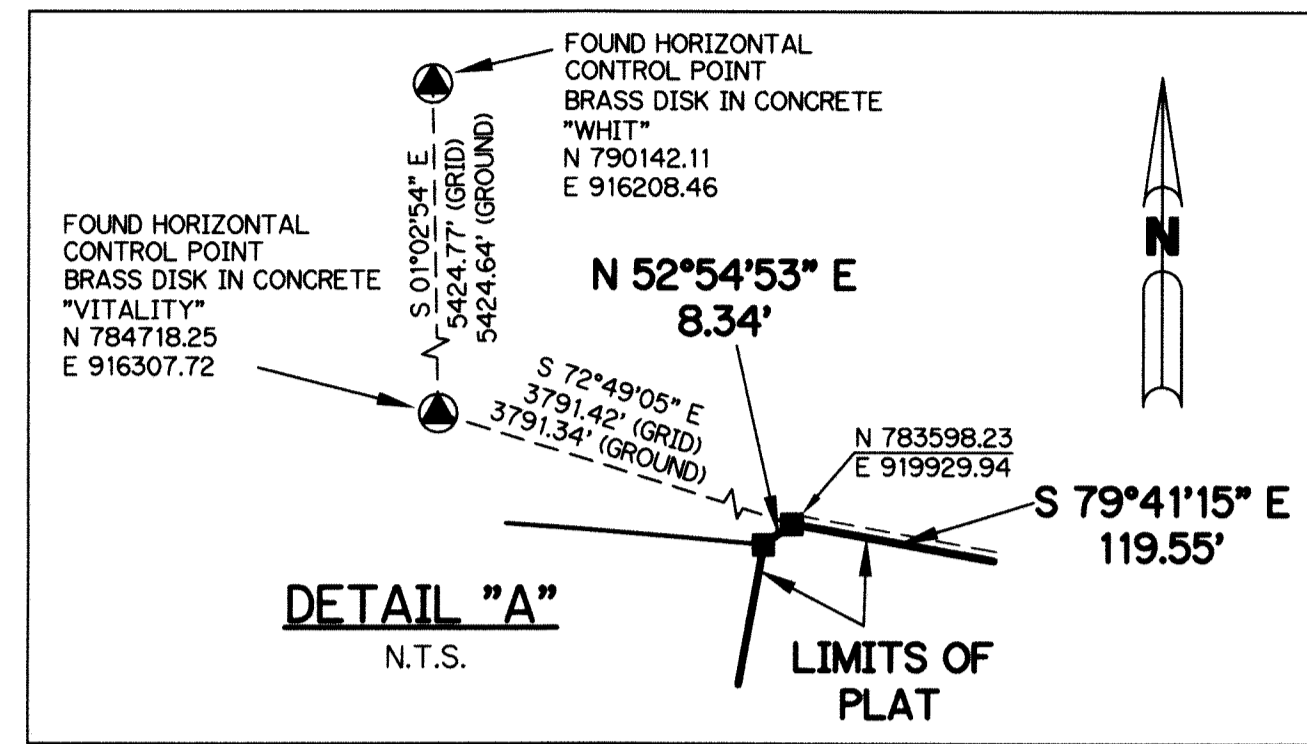 FOUND HORIZONTAL
CONTROL POINT
BRASS DISK IN CONCRETE
"WHIT"
N 790142.11
E 916208.46
S 01°02'54" E
5424.77' (GRID)
5424.64' (GROUND)
FOUND HORIZONTAL
CONTROL POINT
BRASS DISK IN CONCRETE
"VITALITY"
N 784718.25
E 916307.72
N 52°54'53" E
8.34'
N
S 72°49'05" E
3791.42' (GRID)
3791.34' (GROUND)
N 783598.23
E 919929.94
S 79°41'15" E
119.55'
DETAIL "A"
N.T.S.
LIMITS OF
PLAT